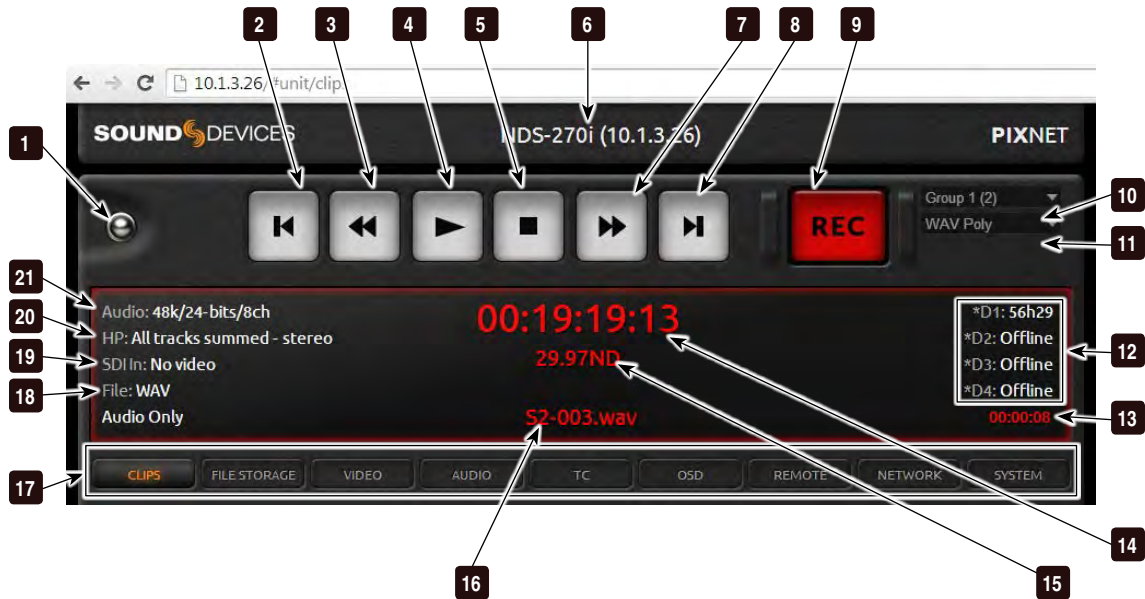 2 3 4 5 6 7 8 9
10.1.3.26/#unit/clip
1
SOUND DEVICES NDS-270i (10.1.3.26) PIXNET
Group 1 (2)
10
REC
WAV Poly
11
21
Audio: 48k/24-bits/8ch 00:19:19:13 *D1: 56h29
20
HP: All tracks summed - stereo *D2: Offline
12
19
SDI In: No video 29.97ND *D3: Offline
18
File: WAV *D4: Offline
Audio Only S2-003.wav 00:00:08
13
17
CLIPS FILE STORAGE VIDEO AUDIO TC OSD REMOTE NETWORK SYSTEM
14
16 15